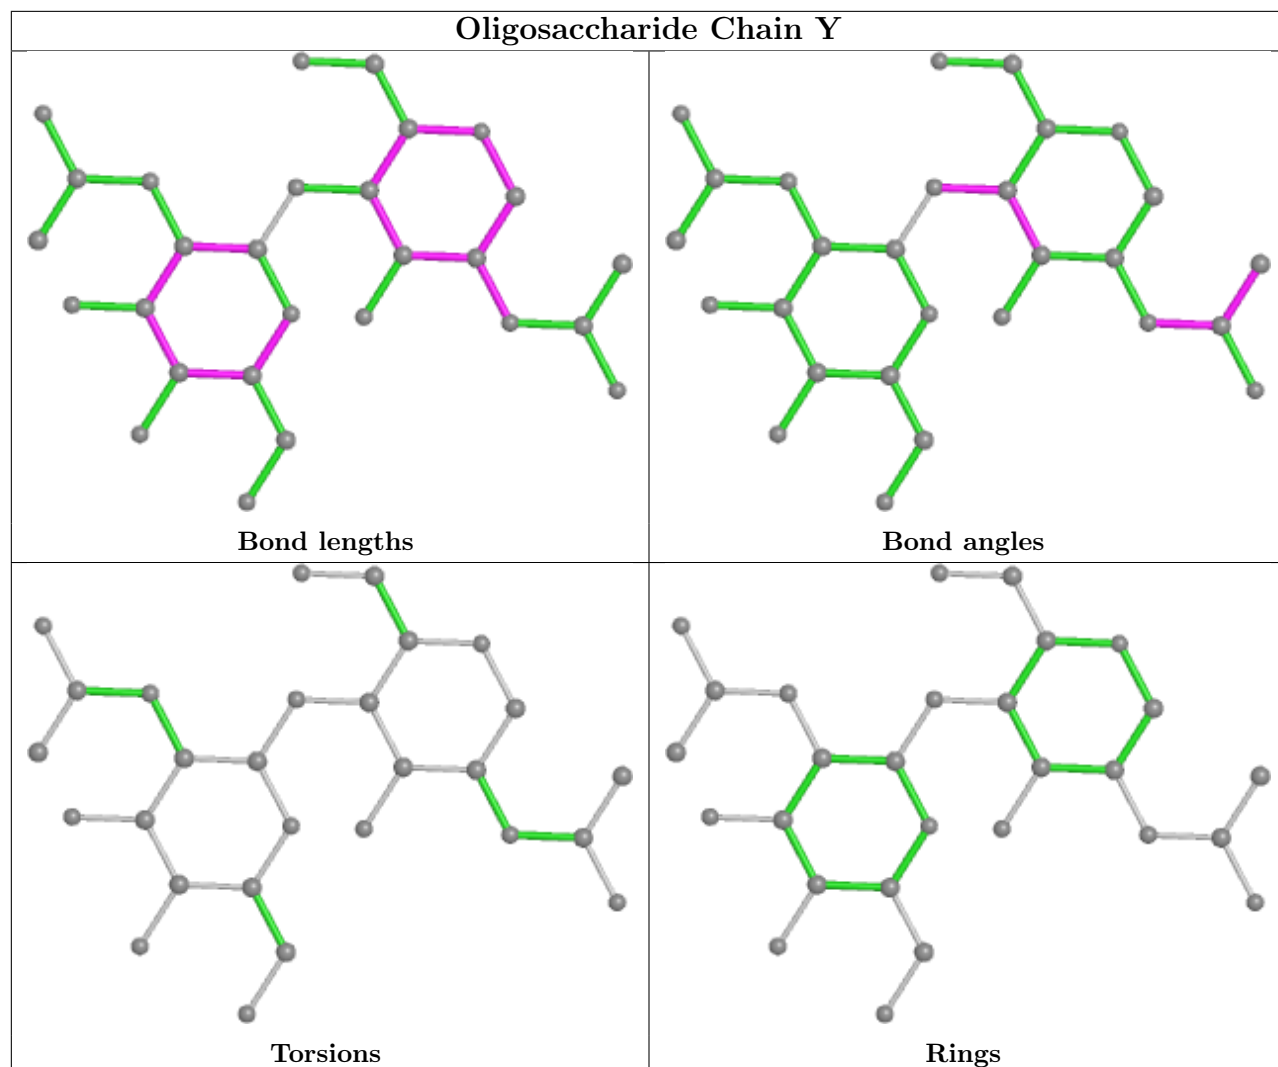 Oligosaccharide Chain Y
Bond lengths
Bond angles
Torsions
Rings